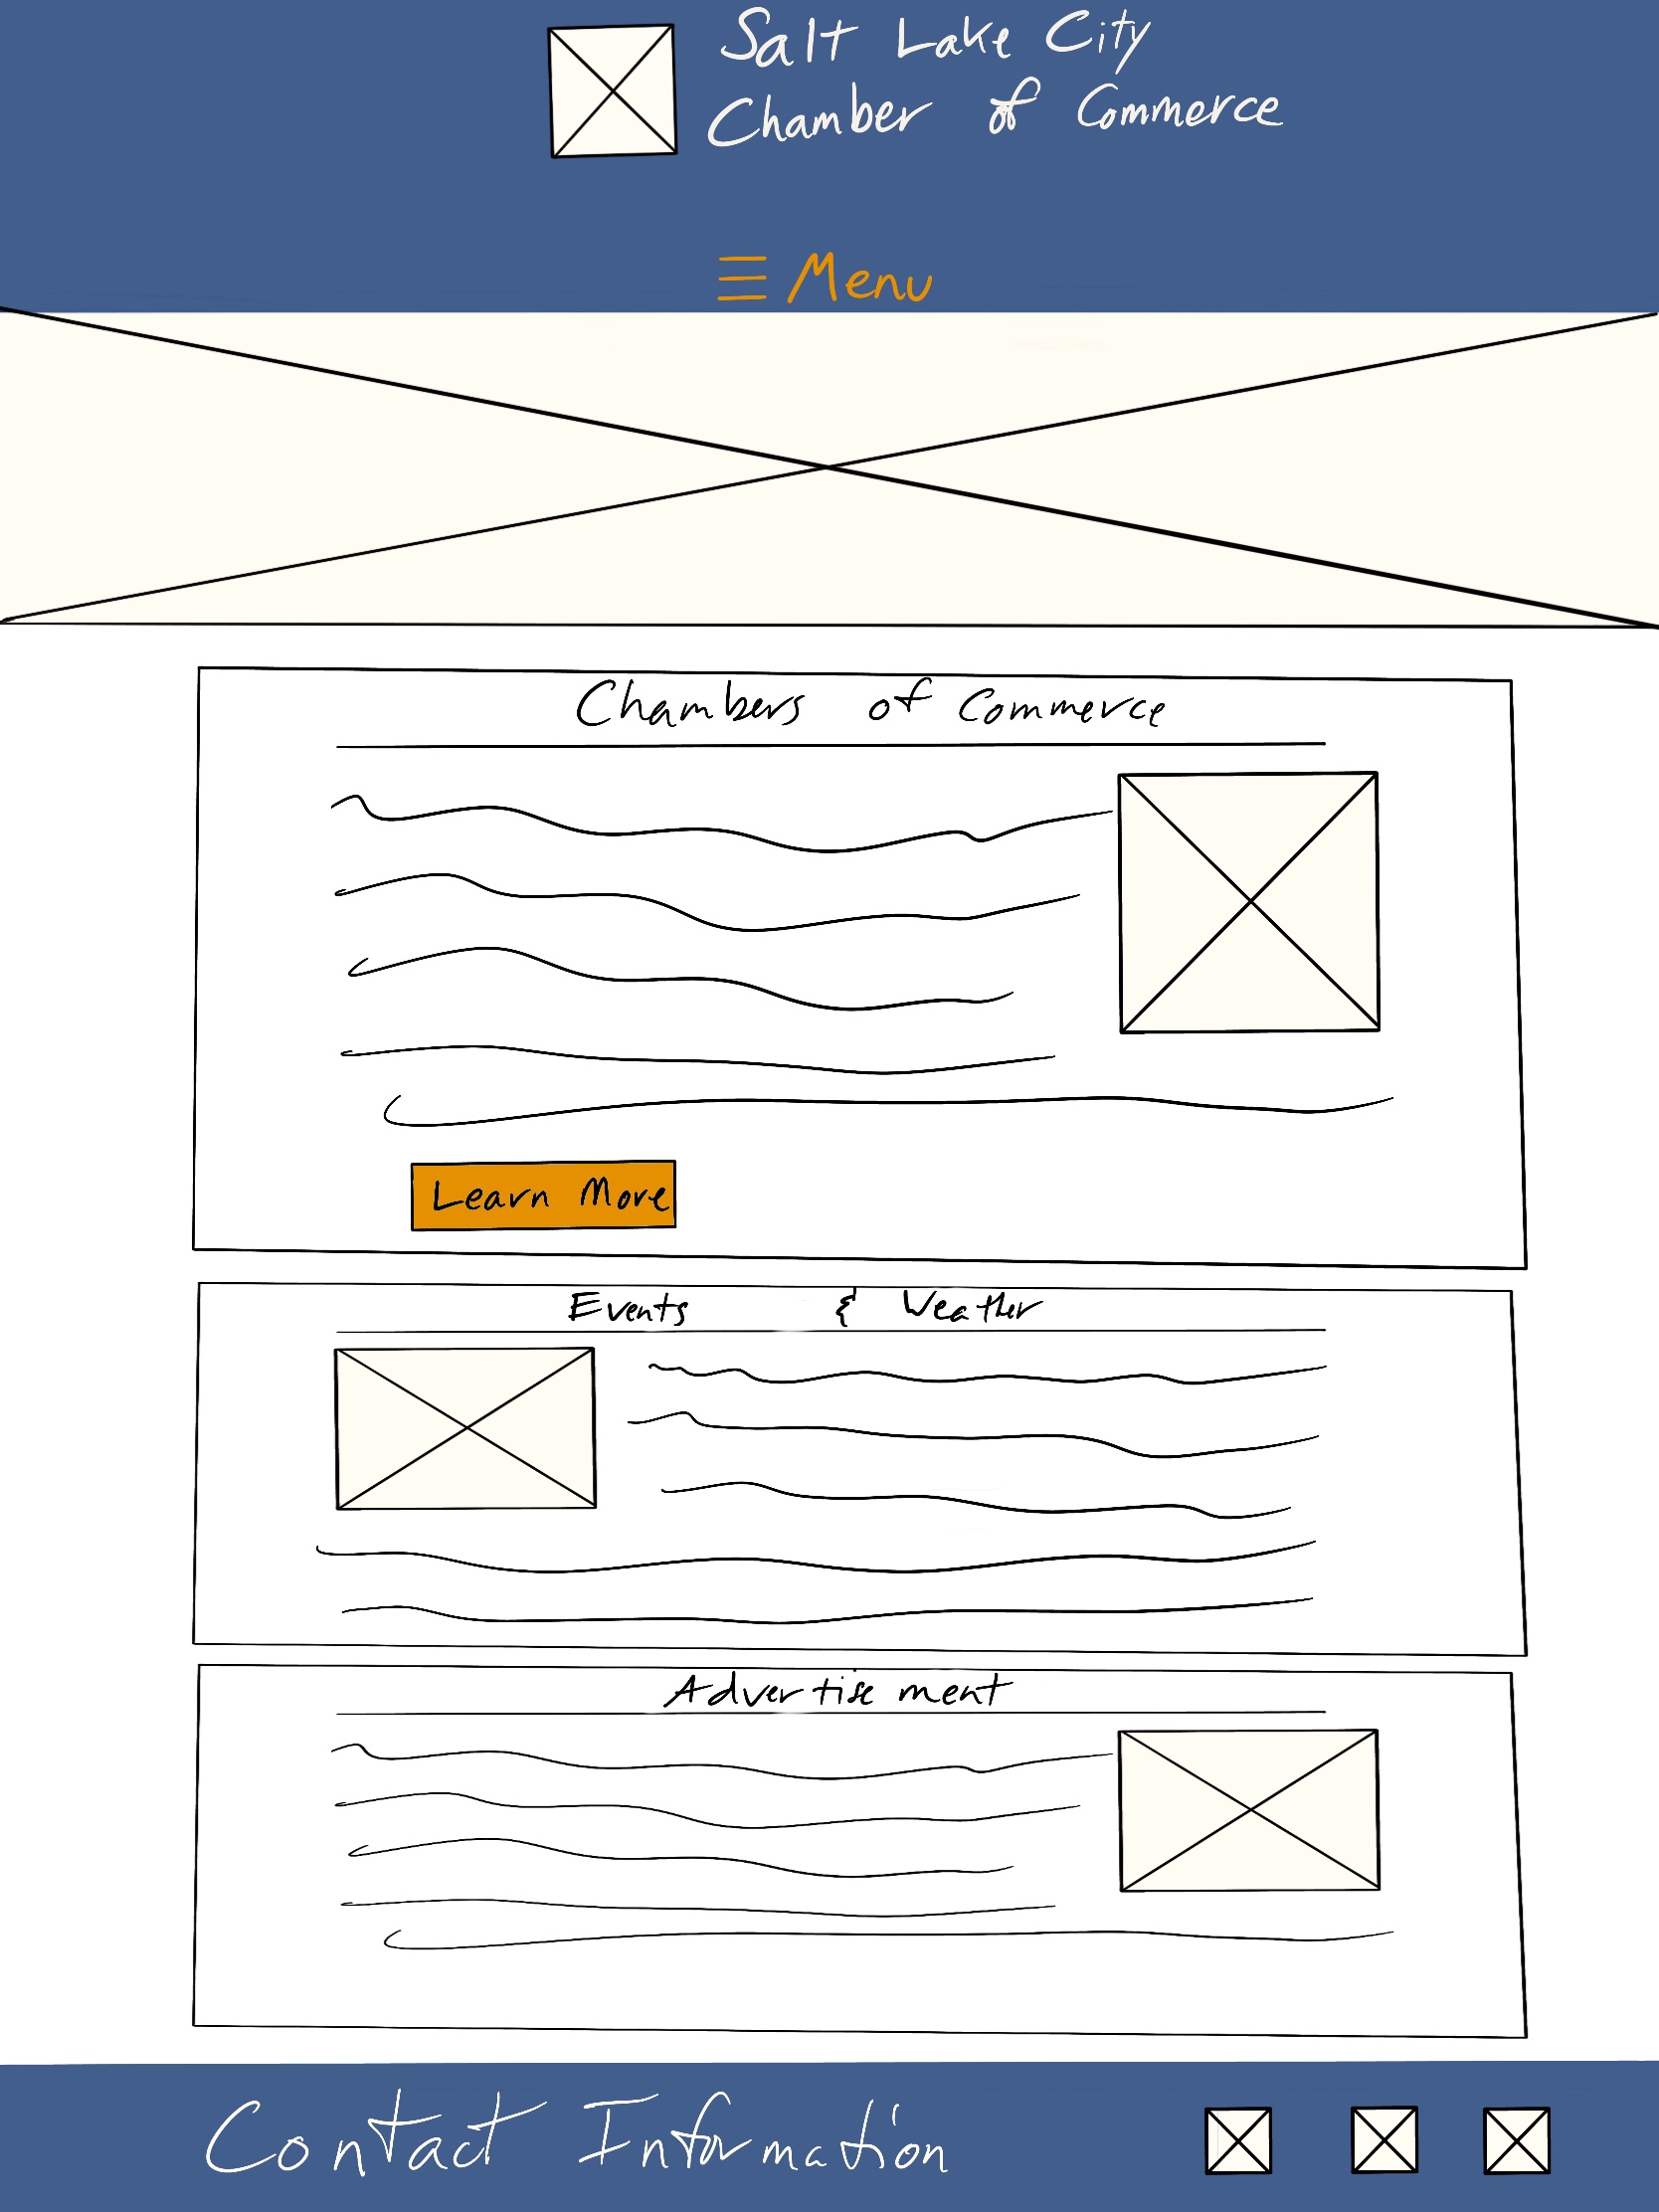 Salt Lake City
Chamber of Commerce
Menu
Chambers of Commerce
Learn More
Events & Weather
Advertisement
Contact Information